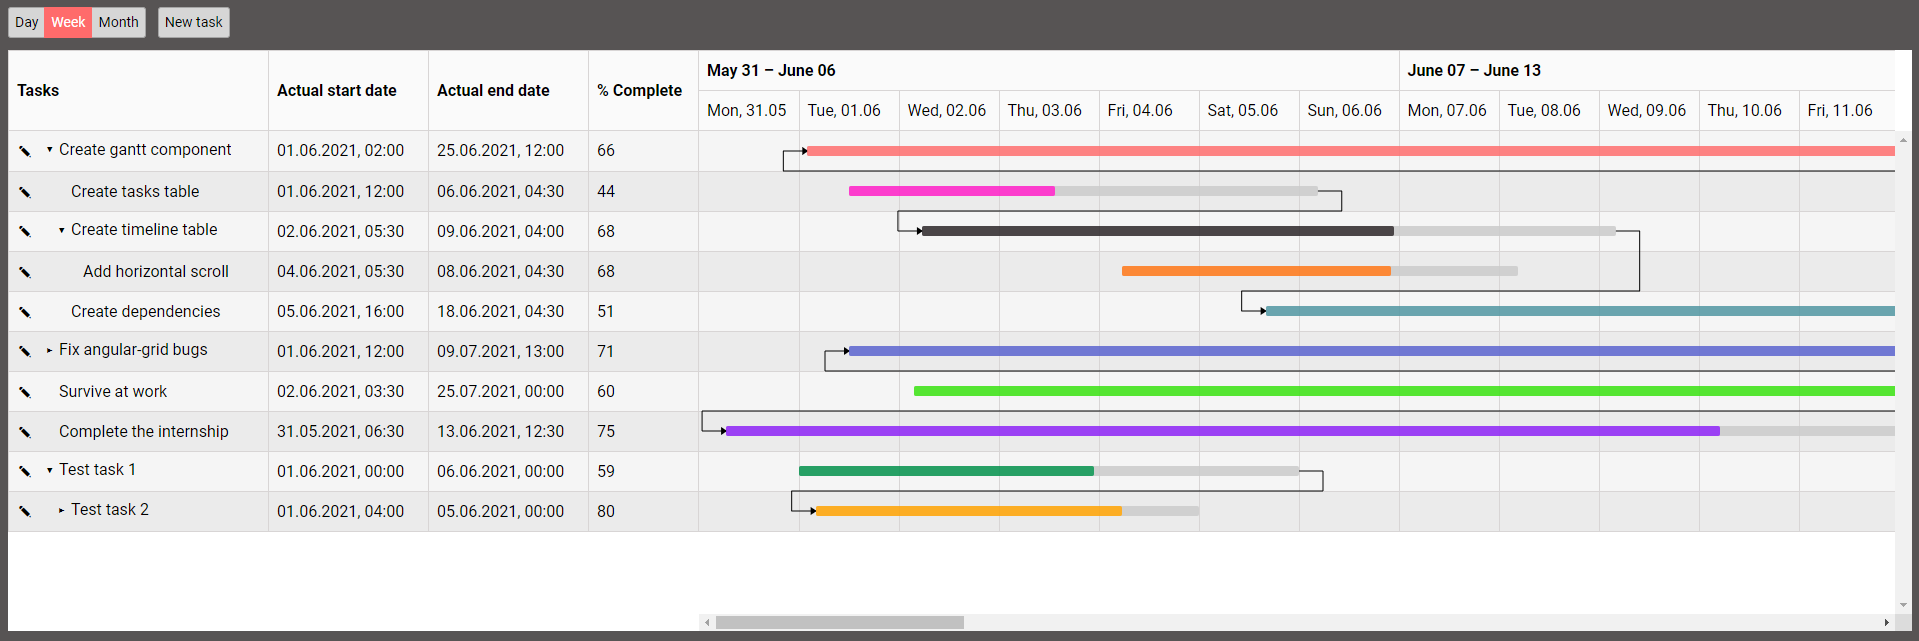 Day Week Month New task
Tasks Actual start date Actual end date % Complete May 31 – June 06 June 07 – June 13
Mon, 31.05 Tue, 01.06 Wed, 02.06 Thu, 03.06 Fri, 04.06 Sat, 05.06 Sun, 06.06 Mon, 07.06 Tue, 08.06 Wed, 09.06 Thu, 10.06 Fri, 11.06
Create gantt component 01.06.2021, 02:00 25.06.2021, 12:00 66
Create tasks table 01.06.2021, 12:00 06.06.2021, 04:30 44
Create timeline table 02.06.2021, 05:30 09.06.2021, 04:00 68
Add horizontal scroll 04.06.2021, 05:30 08.06.2021, 04:30 68
Create dependencies 05.06.2021, 16:00 18.06.2021, 04:30 51
Fix angular-grid bugs 01.06.2021, 12:00 09.07.2021, 13:00 71
Survive at work 02.06.2021, 03:30 25.07.2021, 00:00 60
Complete the internship 31.05.2021, 06:30 13.06.2021, 12:30 75
Test task 1 01.06.2021, 00:00 06.06.2021, 00:00 59
Test task 2 01.06.2021, 04:00 05.06.2021, 00:00 80